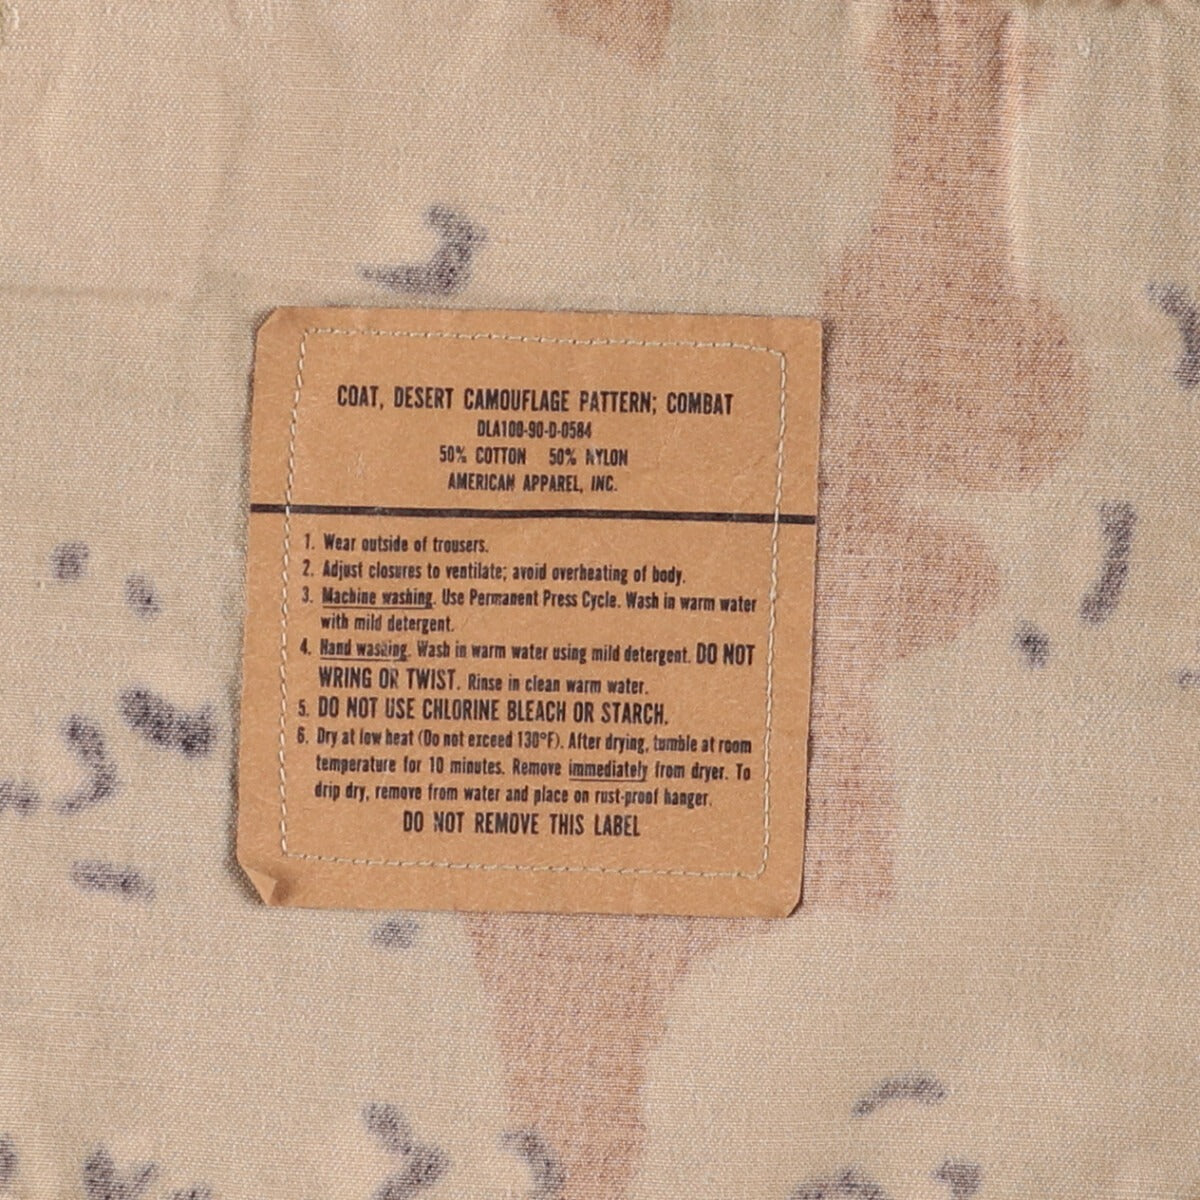 COAT, DESERT CAMOUFLAGE PATTERN; COMBAT
DLA100-90-D-0584
50% COTTON 50% NYLON
AMERICAN APPAREL, INC.
1. Wear outside of trousers.
2. Adjust closures to ventilate; avoid overheating of body.
3. Machine washing. Use Permanent Press Cycle. Wash in warm water
with mild detergent.
4. Hand washing. Wash in warm water using mild detergent. DO NOT
WRING OR TWIST. Rinse in clean warm water.
5. DO NOT USE CHLORINE BLEACH OR STARCH.
6. Dry at low heat (Do not exceed 130°F). After drying, tumble at room
temperature for 10 minutes. Remove immediately from dryer. To
drip dry, remove from water and place on rust-proof hanger.
DO NOT REMOVE THIS LABEL